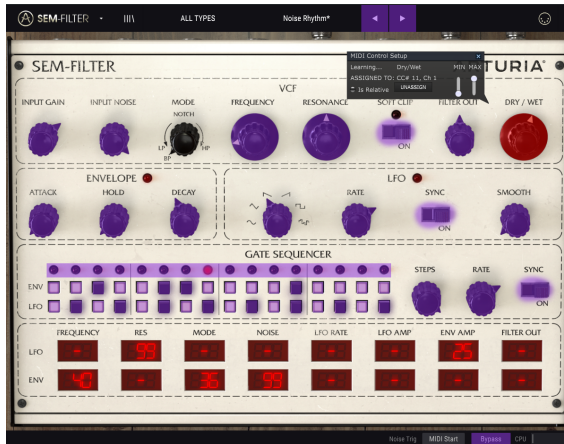 SEM-FILTER ALL TYPES Noise Rhythm*
MIDI Control Setup ×
Learning... Dry/Wet MIN MAX
ASSIGNED TO: CC# 11, Ch 1
Is Relative UNASSIGN
SEM-FILTER TURIA
VCF
INPUT GAIN INPUT NOISE MODE FREQUENCY RESONANCE SOFT CLIP FILTER OUT DRY / WET
NOTCH
LP HP
BP
ON
ENVELOPE LFO
ATTACK HOLD DECAY RATE SYNC SMOOTH
ON
GATE SEQUENCER
STEPS RATE SYNC
ENV
LFO
ON
FREQUENCY RES MODE NOISE LFO RATE LFO AMP ENV AMP FILTER OUT
LFO - 99 - - - - 25 -
ENV 40 - 36 99 - - - -
Noise Trig MIDI Start Bypass CPU